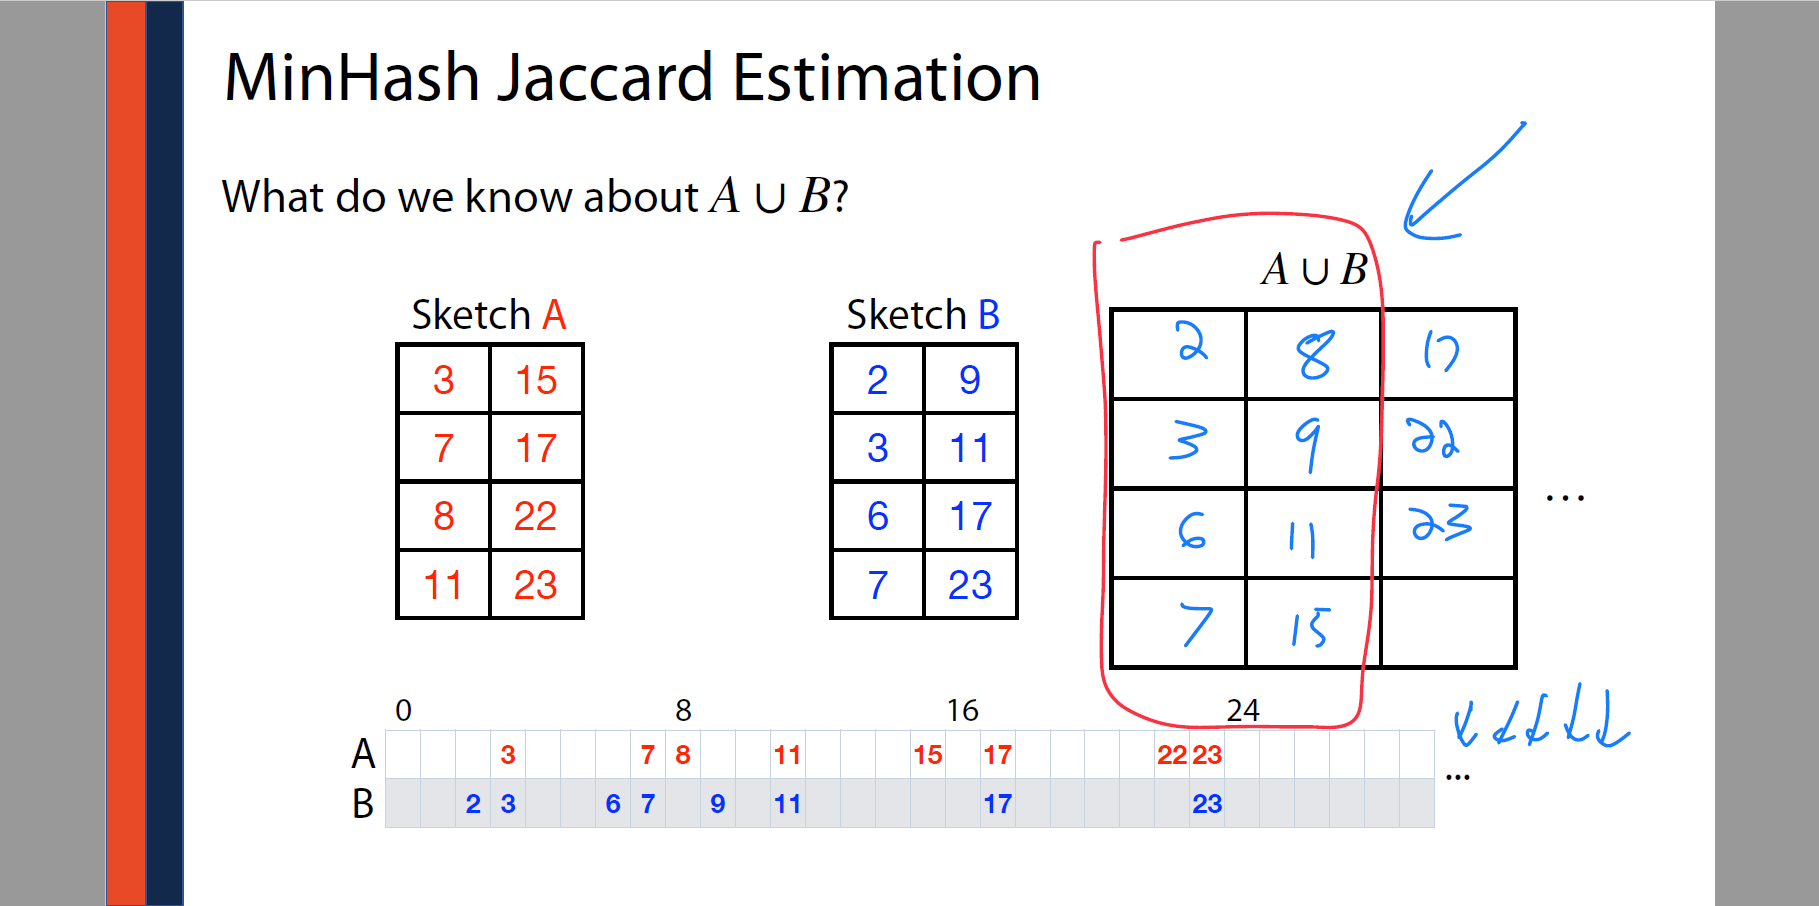 MinHash Jaccard Estimation
What do we know about A ∪ B?
A ∪ B
Sketch A
3 15
7 17
8 22
11 23
Sketch B
2 9
3 11
6 17
7 23
2 8 17
3 9 22
6 11 23
7 15
...
0 8 16 24
A 3 7 8 11 15 17 22 23
B 2 3 6 7 9 11 17 23
...